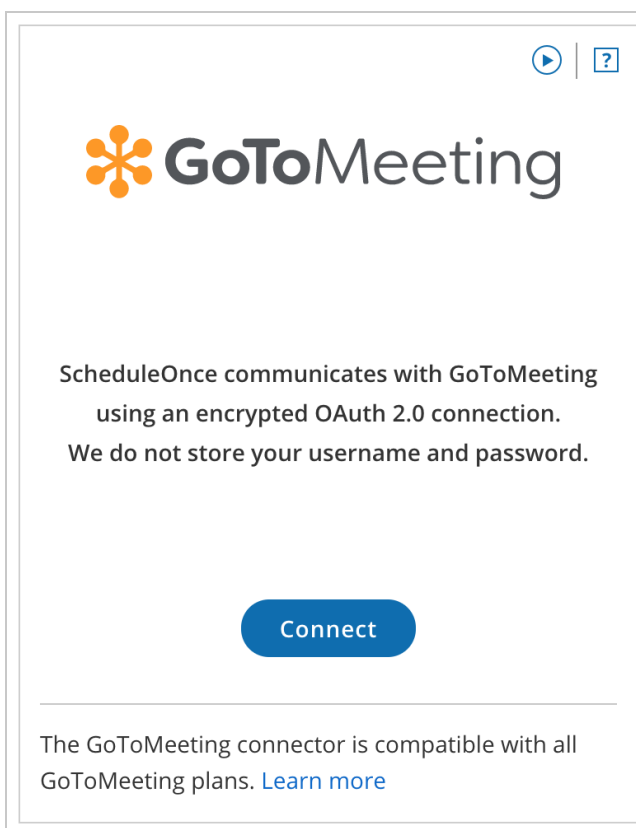 ?
GoToMeeting
ScheduleOnce communicates with GoToMeeting
using an encrypted OAuth 2.0 connection.
We do not store your username and password.
Connect
The GoToMeeting connector is compatible with all
GoToMeeting plans. Learn more